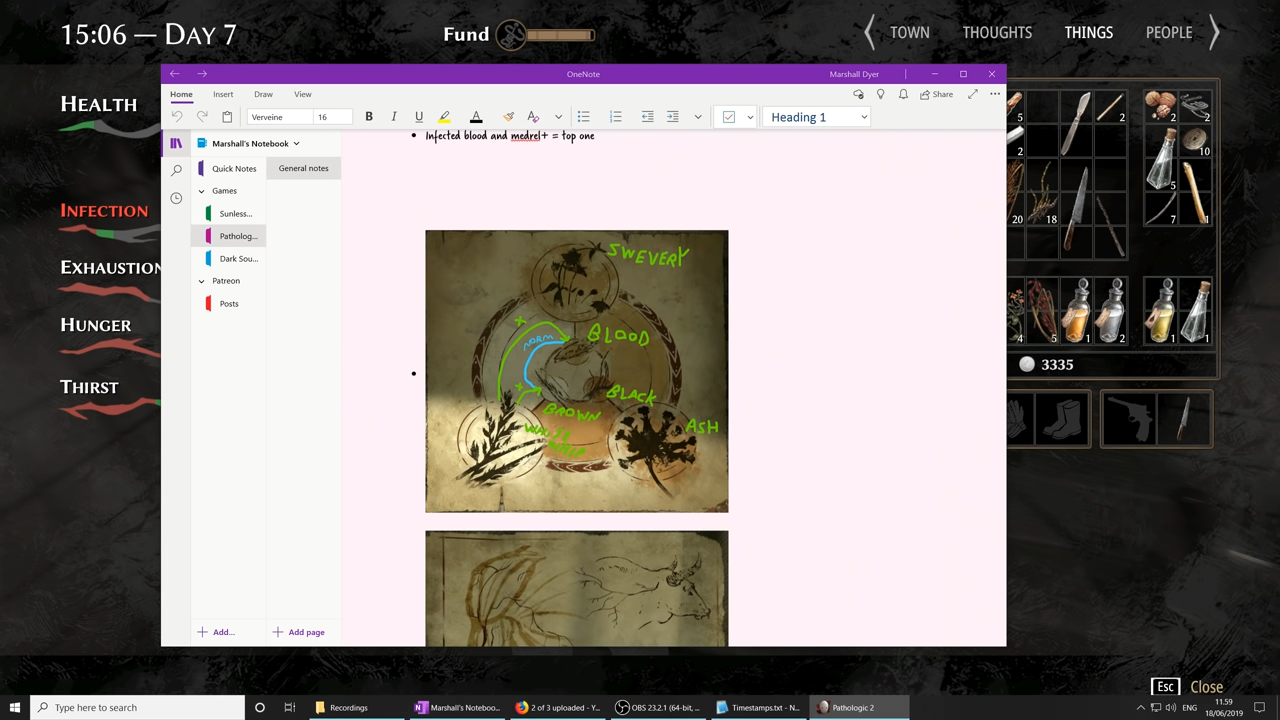 15:06 — DAY 7
Fund
TOWN
THOUGHTS
THINGS
PEOPLE
OneNote
Marshall Dyer
HEALTH
INFECTION
EXHAUSTION
HUNGER
THIRST
Home
Insert
Draw
View
Share
Verveine
16
B
I
U
A
Heading 1
Marshall's Notebook
Quick Notes
General notes
Games
Sunless...
Patholog...
Dark Sou...
Patreon
Posts
Infected blood and medrel+ = top one
SWEVERY
+
NORM
BLOOD
+
BLACK
BROWN
ASH
Add...
Add page
5
2
2
2
10
5
20
18
7
1
4
5
1
2
1
1
3335
Esc
Close
Type here to search
Recordings
Marshall's Noteboo...
2 of 3 uploaded - Y...
OBS 23.2.1 (64-bit, ...
Timestamps.txt - N...
Pathologic 2
ENG
11.59
18/06/2019